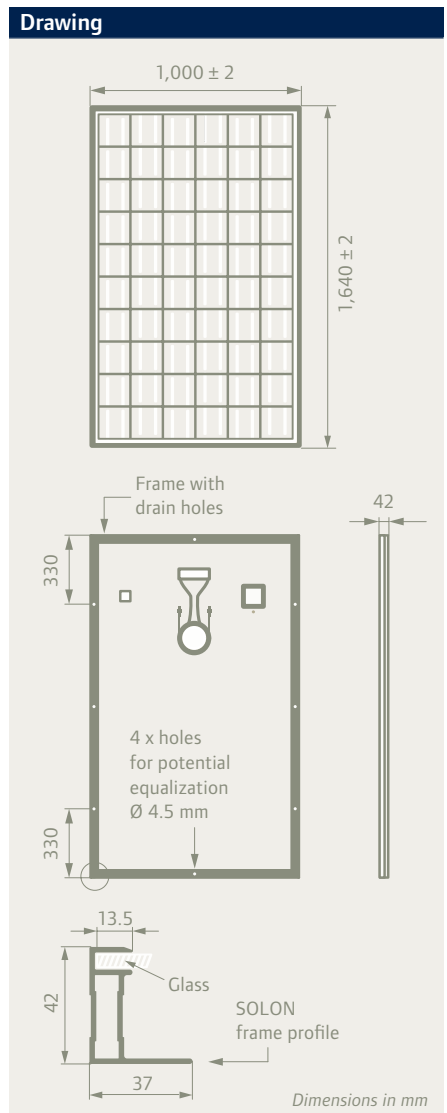 Drawing
1,000 ± 2
1,640 ± 2
Frame with
drain holes
42
330
4 x holes
for potential
equalization
Ø 4.5 mm
330
13.5
Glass
42
SOLON
frame profile
37
Dimensions in mm